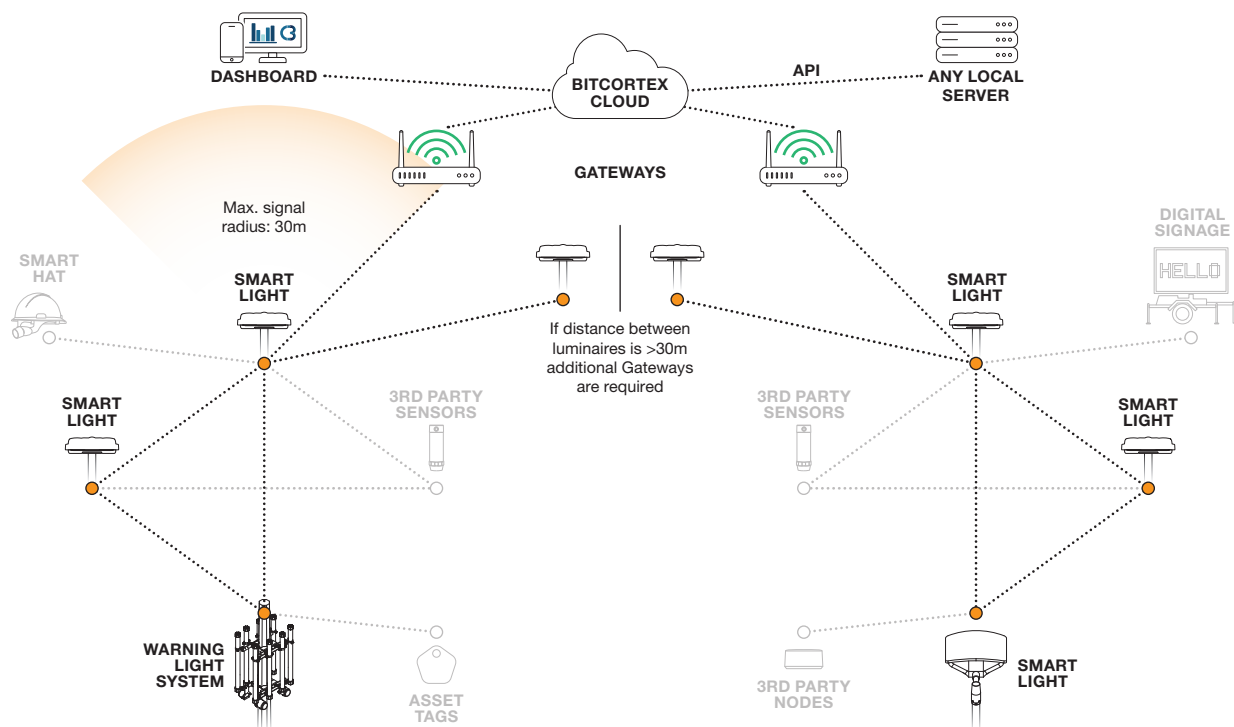 DASHBOARD
BITCORTEX
CLOUD
API
ANY LOCAL
SERVER
GATEWAYS
Max. signal
radius: 30m
DIGITAL
SIGNAGE
HELLO
SMART
HAT
SMART
LIGHT
SMART
LIGHT
If distance between
luminaires is >30m
additional Gateways
are required
SMART
LIGHT
3RD PARTY
SENSORS
3RD PARTY
SENSORS
SMART
LIGHT
WARNING
LIGHT
SYSTEM
ASSET
TAGS
3RD PARTY
NODES
SMART
LIGHT